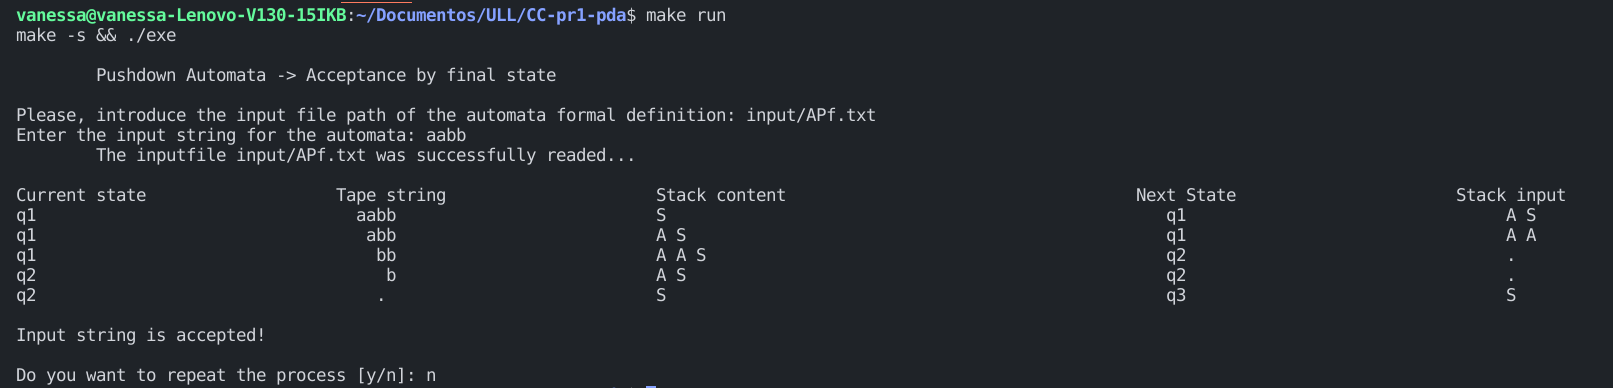 vanessa@vanessa-Lenovo-V130-15IKB:~/Documentos/ULL/CC-pr1-pda$ make run
make -s && ./exe
Pushdown Automata -> Acceptance by final state
Please, introduce the input file path of the automata formal definition: input/APf.txt
Enter the input string for the automata: aabb
The inputfile input/APf.txt was successfully readed...
Current state Tape string Stack content Next State Stack input
q1 aabb S q1 A S
q1 abb A S q1 A A
q1 bb A A S q2 .
q2 b A S q2 .
q2 . S q3 S
Input string is accepted!
Do you want to repeat the process [y/n]: n